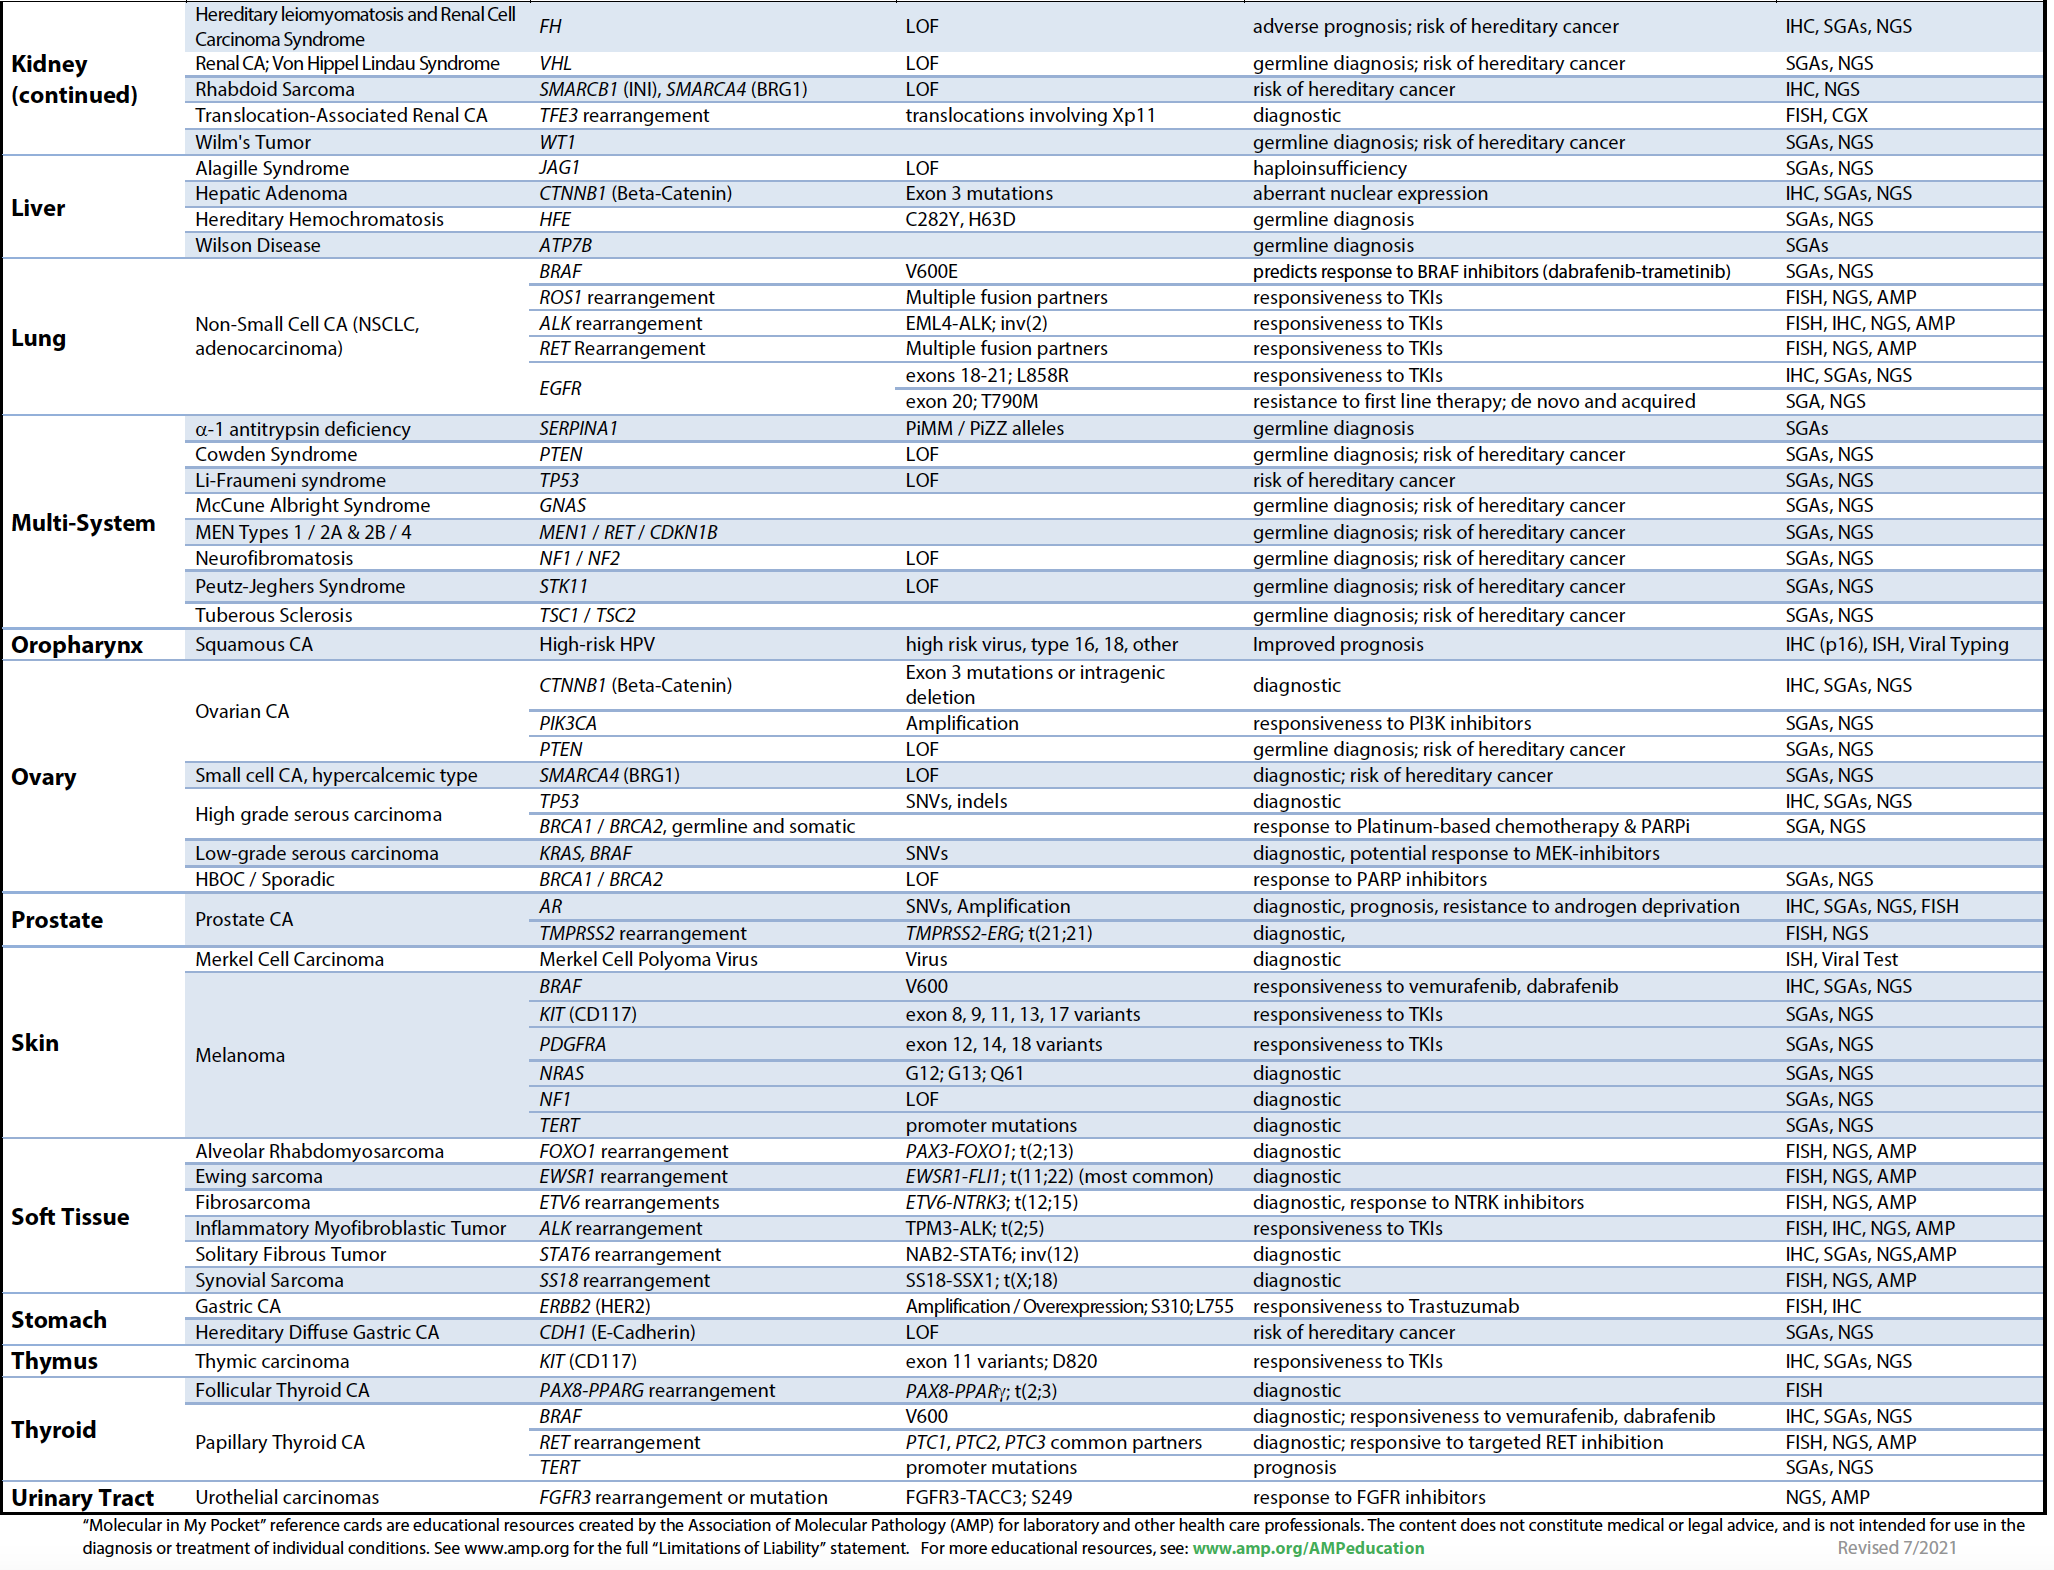 Kidney (continued)
Hereditary leiomyomatosis and Renal Cell Carcinoma Syndrome FH LOF adverse prognosis; risk of hereditary cancer IHC, SGAs, NGS
Renal CA; Von Hippel Lindau Syndrome VHL LOF germline diagnosis; risk of hereditary cancer SGAs, NGS
Rhabdoid Sarcoma SMARCB1 (INI), SMARCA4 (BRG1) LOF risk of hereditary cancer IHC, NGS
Translocation-Associated Renal CA TFE3 rearrangement translocations involving Xp11 diagnostic FISH, CGX
Wilm's Tumor WT1 germline diagnosis; risk of hereditary cancer SGAs, NGS
Liver
Alagille Syndrome JAG1 LOF haploinsufficiency SGAs, NGS
Hepatic Adenoma CTNNB1 (Beta-Catenin) Exon 3 mutations aberrant nuclear expression IHC, SGAs, NGS
Hereditary Hemochromatosis HFE C282Y, H63D germline diagnosis SGAs, NGS
Wilson Disease ATP7B germline diagnosis SGAs
Lung
Non-Small Cell CA (NSCLC, adenocarcinoma)
BRAF V600E predicts response to BRAF inhibitors (dabrafenib-trametinib) SGAs, NGS
ROS1 rearrangement Multiple fusion partners responsiveness to TKIs FISH, NGS, AMP
ALK rearrangement EML4-ALK; inv(2) responsiveness to TKIs FISH, IHC, NGS, AMP
RET Rearrangement Multiple fusion partners responsiveness to TKIs FISH, NGS, AMP
EGFR
exons 18-21; L858R responsiveness to TKIs IHC, SGAs, NGS
exon 20; T790M resistance to first line therapy; de novo and acquired SGA, NGS
Multi-System
α-1 antitrypsin deficiency SERPINA1 PiMM / PiZZ alleles germline diagnosis SGAs
Cowden Syndrome PTEN LOF germline diagnosis; risk of hereditary cancer SGAs, NGS
Li-Fraumeni syndrome TP53 LOF risk of hereditary cancer SGAs, NGS
McCune Albright Syndrome GNAS germline diagnosis; risk of hereditary cancer SGAs, NGS
MEN Types 1 / 2A & 2B / 4 MEN1 / RET / CDKN1B germline diagnosis; risk of hereditary cancer SGAs, NGS
Neurofibromatosis NF1 / NF2 LOF germline diagnosis; risk of hereditary cancer SGAs, NGS
Peutz-Jeghers Syndrome STK11 LOF germline diagnosis; risk of hereditary cancer SGAs, NGS
Tuberous Sclerosis TSC1 / TSC2 germline diagnosis; risk of hereditary cancer SGAs, NGS
Oropharynx
Squamous CA High-risk HPV high risk virus, type 16, 18, other Improved prognosis IHC (p16), ISH, Viral Typing
Ovary
Ovarian CA
CTNNB1 (Beta-Catenin) Exon 3 mutations or intragenic deletion diagnostic IHC, SGAs, NGS
PIK3CA Amplification responsiveness to PI3K inhibitors SGAs, NGS
PTEN LOF germline diagnosis; risk of hereditary cancer SGAs, NGS
Small cell CA, hypercalcemic type SMARCA4 (BRG1) LOF diagnostic; risk of hereditary cancer SGAs, NGS
High grade serous carcinoma
TP53 SNVs, indels diagnostic IHC, SGAs, NGS
BRCA1 / BRCA2, germline and somatic response to Platinum-based chemotherapy & PARPi SGA, NGS
Low-grade serous carcinoma KRAS, BRAF SNVs diagnostic, potential response to MEK-inhibitors
HBOC / Sporadic BRCA1 / BRCA2 LOF response to PARP inhibitors SGAs, NGS
Prostate
Prostate CA
AR SNVs, Amplification diagnostic, prognosis, resistance to androgen deprivation IHC, SGAs, NGS, FISH
TMPRSS2 rearrangement TMPRSS2-ERG; t(21;21) diagnostic, FISH, NGS
Skin
Merkel Cell Carcinoma Merkel Cell Polyoma Virus Virus diagnostic ISH, Viral Test
Melanoma
BRAF V600 responsiveness to vemurafenib, dabrafenib IHC, SGAs, NGS
KIT (CD117) exon 8, 9, 11, 13, 17 variants responsiveness to TKIs SGAs, NGS
PDGFRA exon 12, 14, 18 variants responsiveness to TKIs SGAs, NGS
NRAS G12; G13; Q61 diagnostic SGAs, NGS
NF1 LOF diagnostic SGAs, NGS
TERT promoter mutations diagnostic SGAs, NGS
Soft Tissue
Alveolar Rhabdomyosarcoma FOXO1 rearrangement PAX3-FOXO1; t(2;13) diagnostic FISH, NGS, AMP
Ewing sarcoma EWSR1 rearrangement EWSR1-FLI1; t(11;22) (most common) diagnostic FISH, NGS, AMP
Fibrosarcoma ETV6 rearrangements ETV6-NTRK3; t(12;15) diagnostic, response to NTRK inhibitors FISH, NGS, AMP
Inflammatory Myofibroblastic Tumor ALK rearrangement TPM3-ALK; t(2;5) responsiveness to TKIs FISH, IHC, NGS, AMP
Solitary Fibrous Tumor STAT6 rearrangement NAB2-STAT6; inv(12) diagnostic IHC, SGAs, NGS,AMP
Synovial Sarcoma SS18 rearrangement SS18-SSX1; t(X;18) diagnostic FISH, NGS, AMP
Stomach
Gastric CA ERBB2 (HER2) Amplification / Overexpression; S310; L755 responsiveness to Trastuzumab FISH, IHC
Hereditary Diffuse Gastric CA CDH1 (E-Cadherin) LOF risk of hereditary cancer SGAs, NGS
Thymus
Thymic carcinoma KIT (CD117) exon 11 variants; D820 responsiveness to TKIs IHC, SGAs, NGS
Thyroid
Follicular Thyroid CA PAX8-PPARG rearrangement PAX8-PPARγ; t(2;3) diagnostic FISH
Papillary Thyroid CA
BRAF V600 diagnostic; responsiveness to vemurafenib, dabrafenib IHC, SGAs, NGS
RET rearrangement PTC1, PTC2, PTC3 common partners diagnostic; responsive to targeted RET inhibition FISH, NGS, AMP
TERT promoter mutations prognosis SGAs, NGS
Urinary Tract
Urothelial carcinomas FGFR3 rearrangement or mutation FGFR3-TACC3; S249 response to FGFR inhibitors NGS, AMP
“Molecular in My Pocket” reference cards are educational resources created by the Association of Molecular Pathology (AMP) for laboratory and other health care professionals. The content does not constitute medical or legal advice, and is not intended for use in the
diagnosis or treatment of individual conditions. See www.amp.org for the full “Limitations of Liability” statement. For more educational resources, see: www.amp.org/AMPeducation
Revised 7/2021